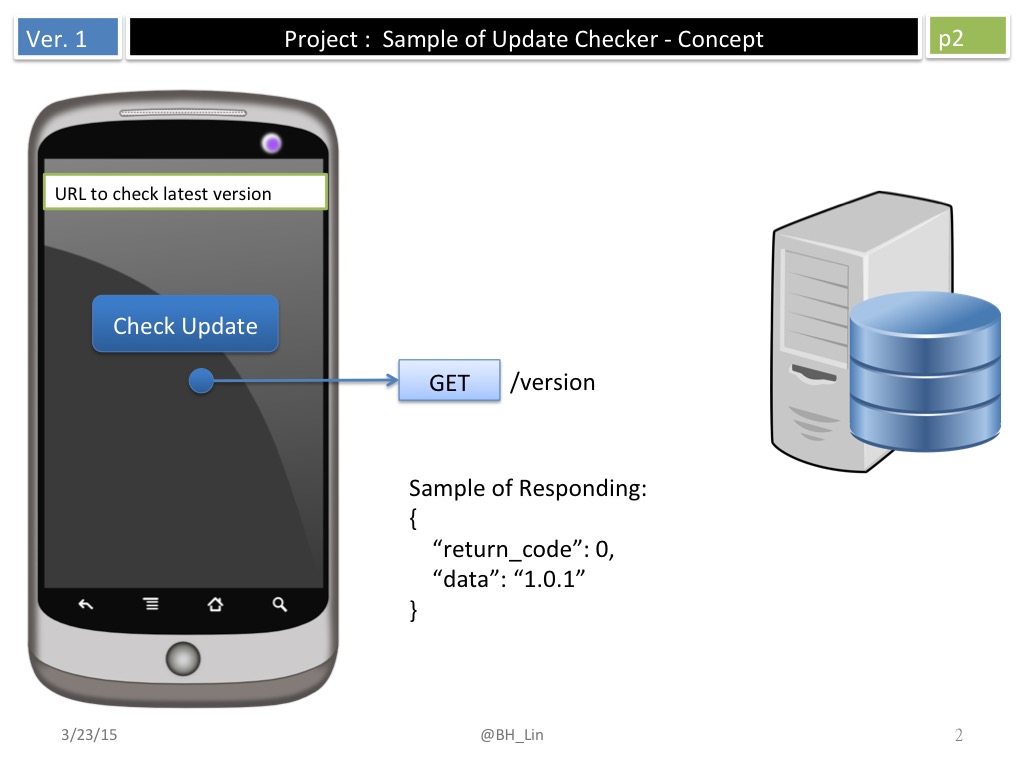 Ver. 1
Project :  Sample of Update Checker - Concept
p2
URL to check latest version
Check Update
GET /version
Sample of Responding:
{
    “return_code”: 0,
    “data”: “1.0.1”
}
3/23/15
@BH_Lin
2